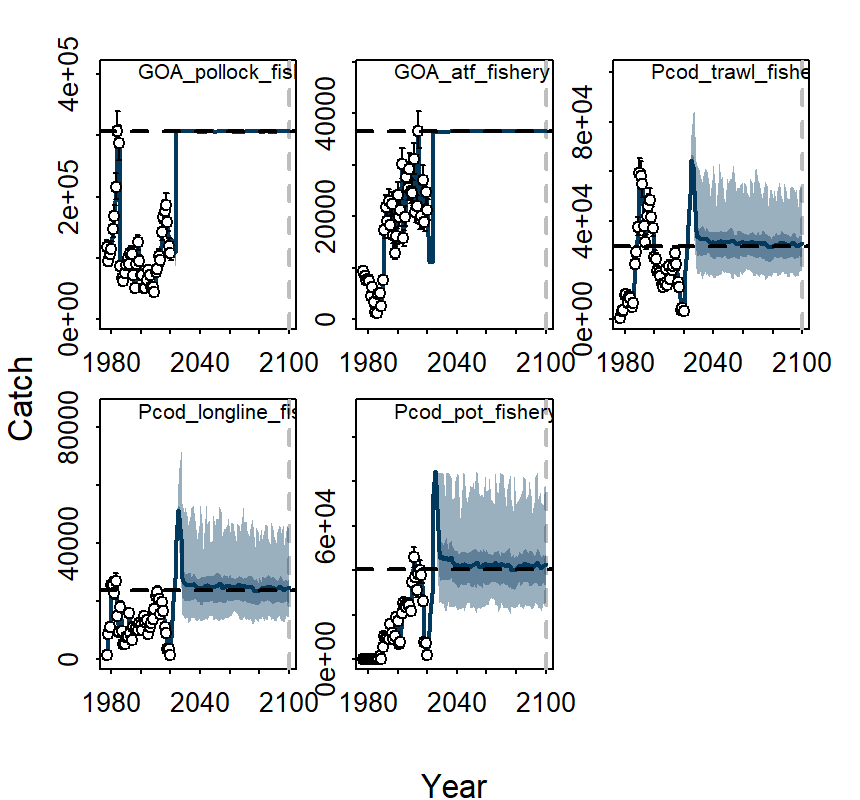 GOA_pollock_fis
GOA_atf_fishery
Pcod_trawl_fishe
0e+00 2e+05 4e+05
0 20000 40000
0e+00 4e+04 8e+04
1980 2040 2100
1980 2040 2100
1980 2040 2100
Catch
Pcod_longline_fis
Pcod_pot_fishery
0 40000 80000
0e+00 6e+04
1980 2040 2100
1980 2040 2100
Year